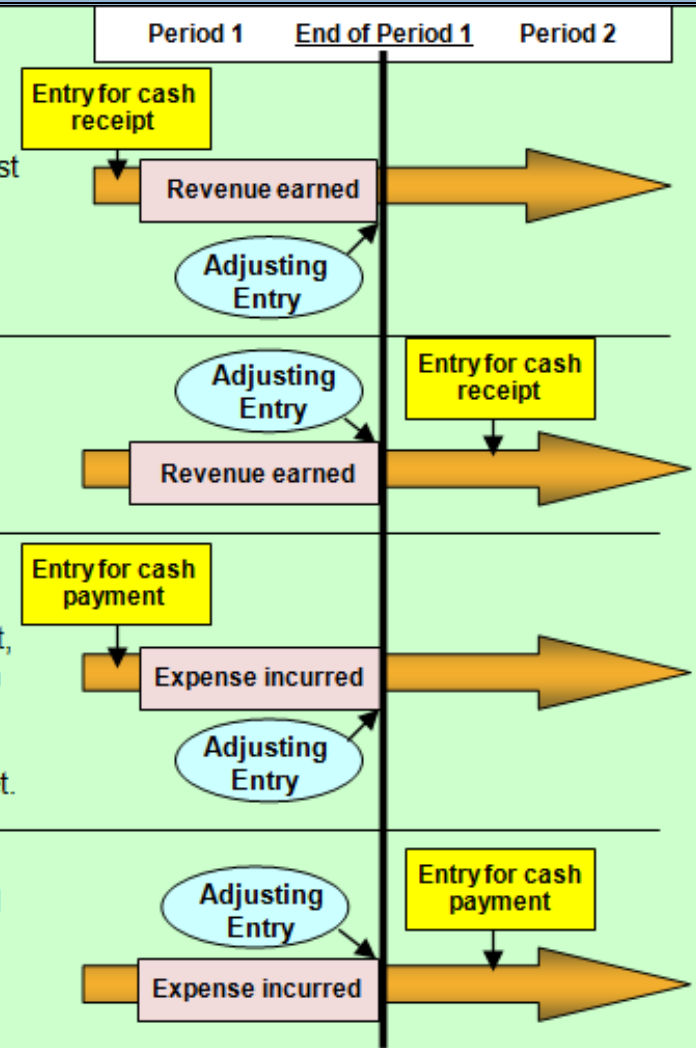 Period 1 End of Period 1 Period 2
Entry for cash
receipt
st
Revenue earned
Adjusting
Entry
Adjusting
Entry
Entry for cash
receipt
Revenue earned
Entry for cash
payment
t,
Expense incurred
Adjusting
Entry
t.
Adjusting
Entry
Entry for cash
payment
Expense incurred